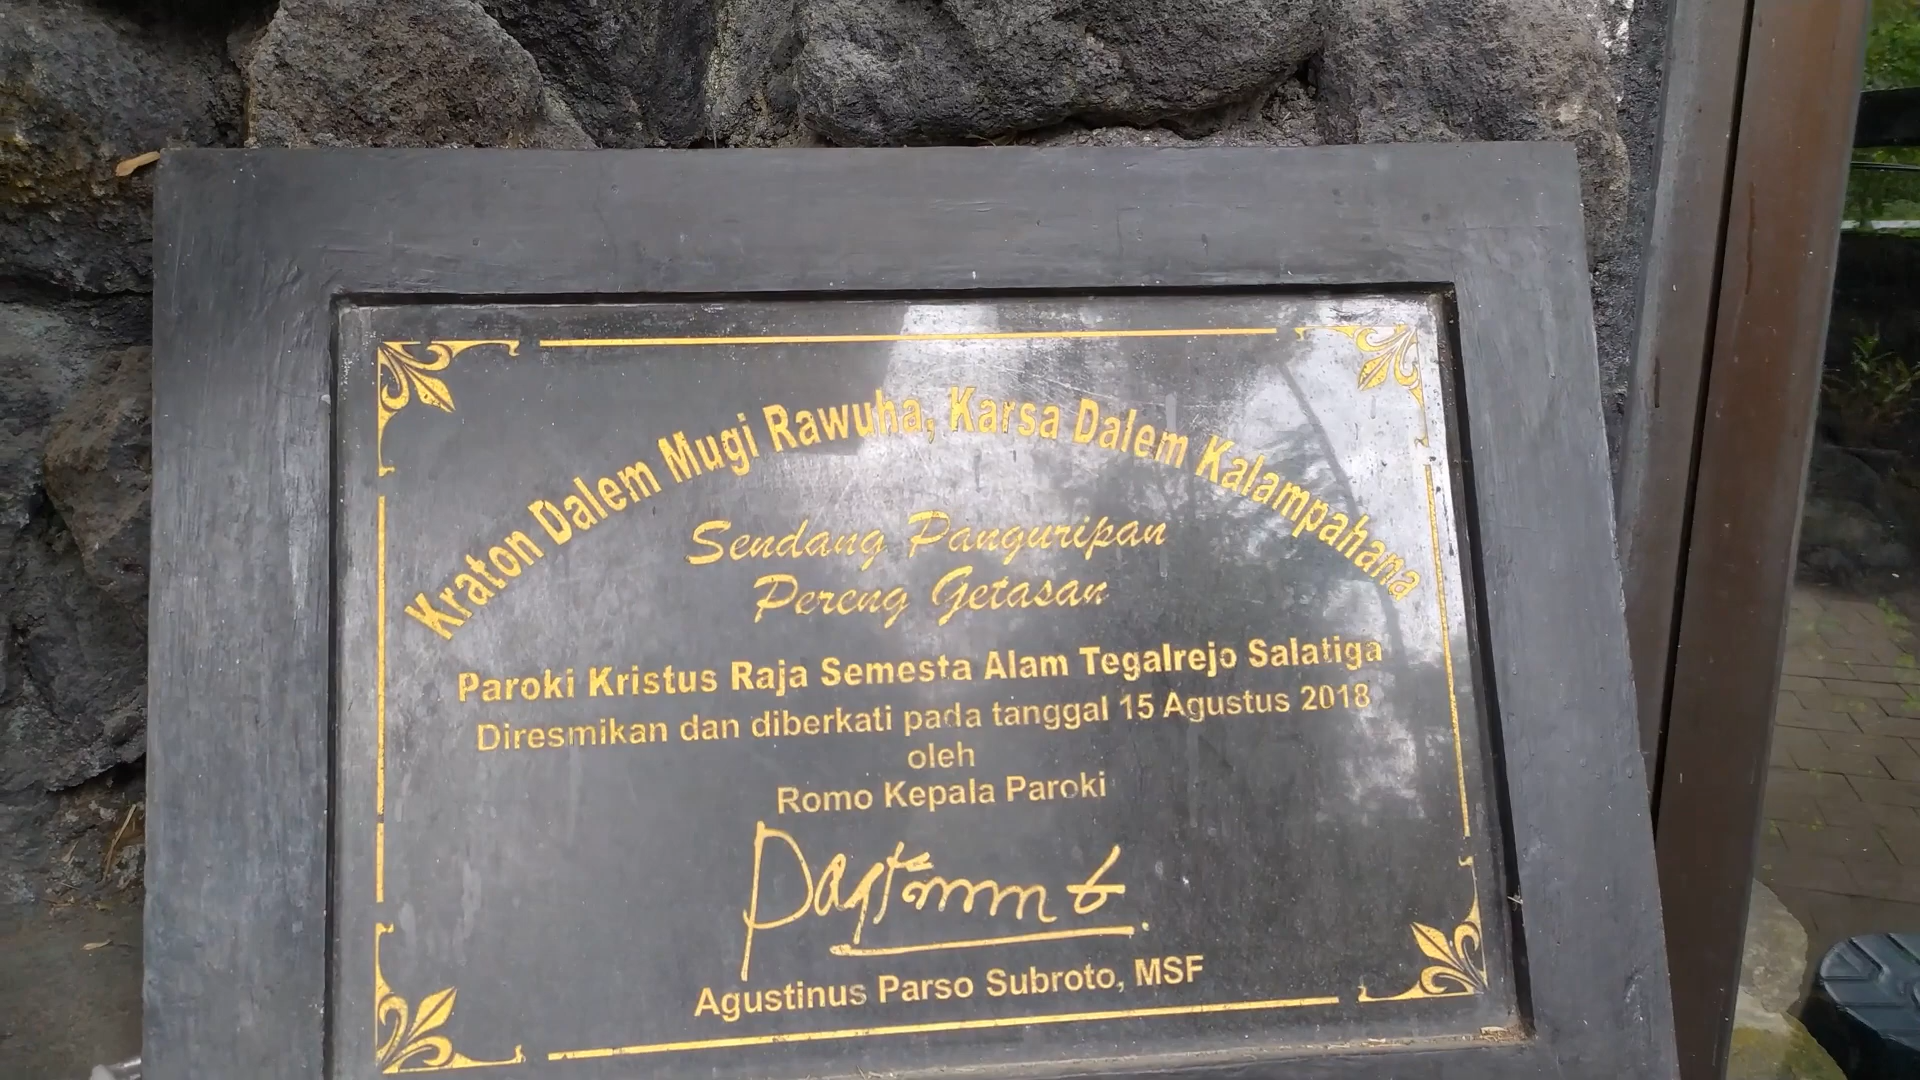 Kraton Dalem Mugi Rawuha, Karsa Dalem Kalampahana
Sendang Panguripan
Pereng Getasan
Paroki Kristus Raja Semesta Alam Tegalrejo Salatiga
Diresmikan dan diberkati pada tanggal 15 Agustus 2018
oleh
Romo Kepala Paroki
Agustinus Parso Subroto, MSF